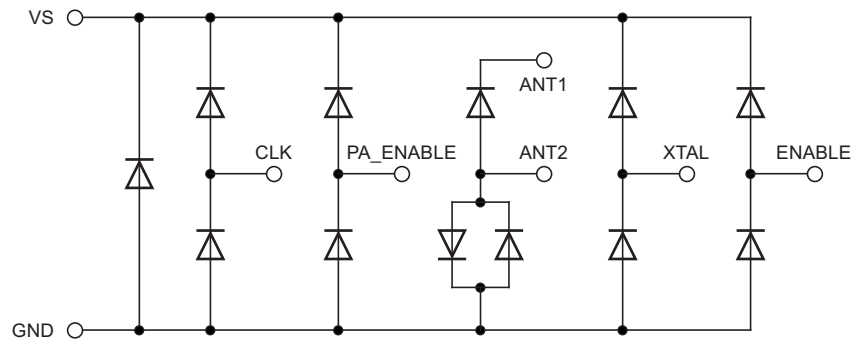 VS
ANT1
CLK
PA_ENABLE
ANT2
XTAL
ENABLE
GND